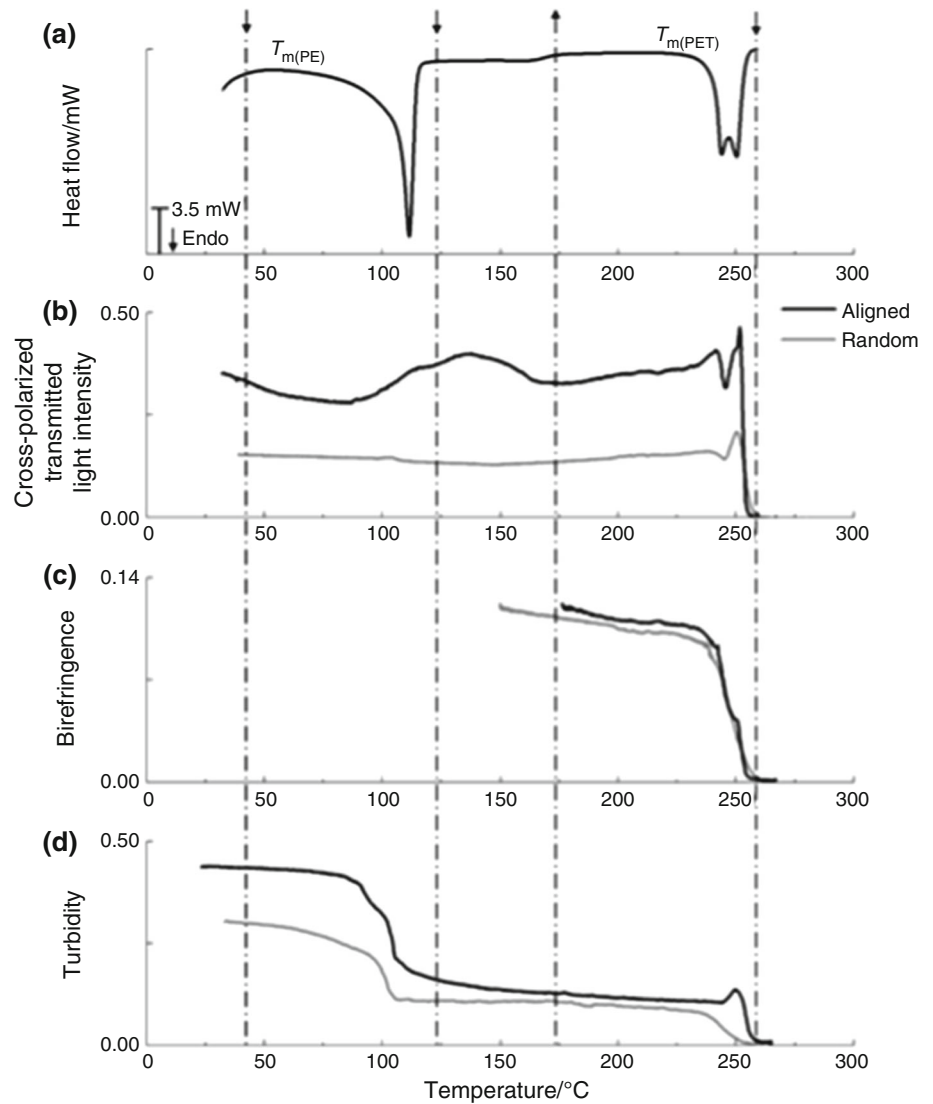 (a)
T m(PE)
T m(PET)
Heat flow/mW
3.5 mW
Endo
0 50 100 150 200 250 300
(b)
0.50
Aligned
Random
Cross-polarized
transmitted
light intensity
0.00
0 50 100 150 200 250 300
(c)
0.14
Birefringence
0.00
0 50 100 150 200 250 300
(d)
0.50
Turbidity
0.00
0 50 100 150 200 250 300
Temperature/°C